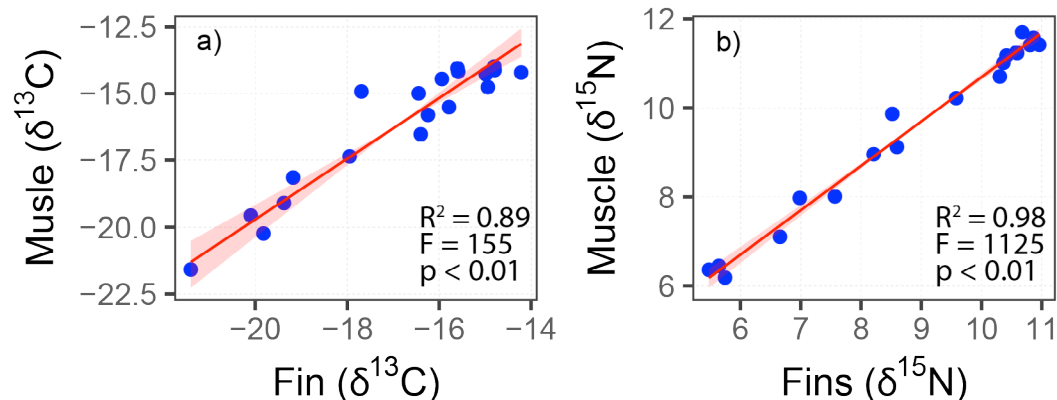 a)
Musle (δ¹³C)
−12.5
−15.0
−17.5
−20.0
−22.5
R² = 0.89
F = 155
p < 0.01
−20 −18 −16 −14
Fin (δ¹³C)
b)
Muscle (δ¹⁵N)
12
10
8
6
R² = 0.98
F = 1125
p < 0.01
6 7 8 9 10 11
Fins (δ¹⁵N)